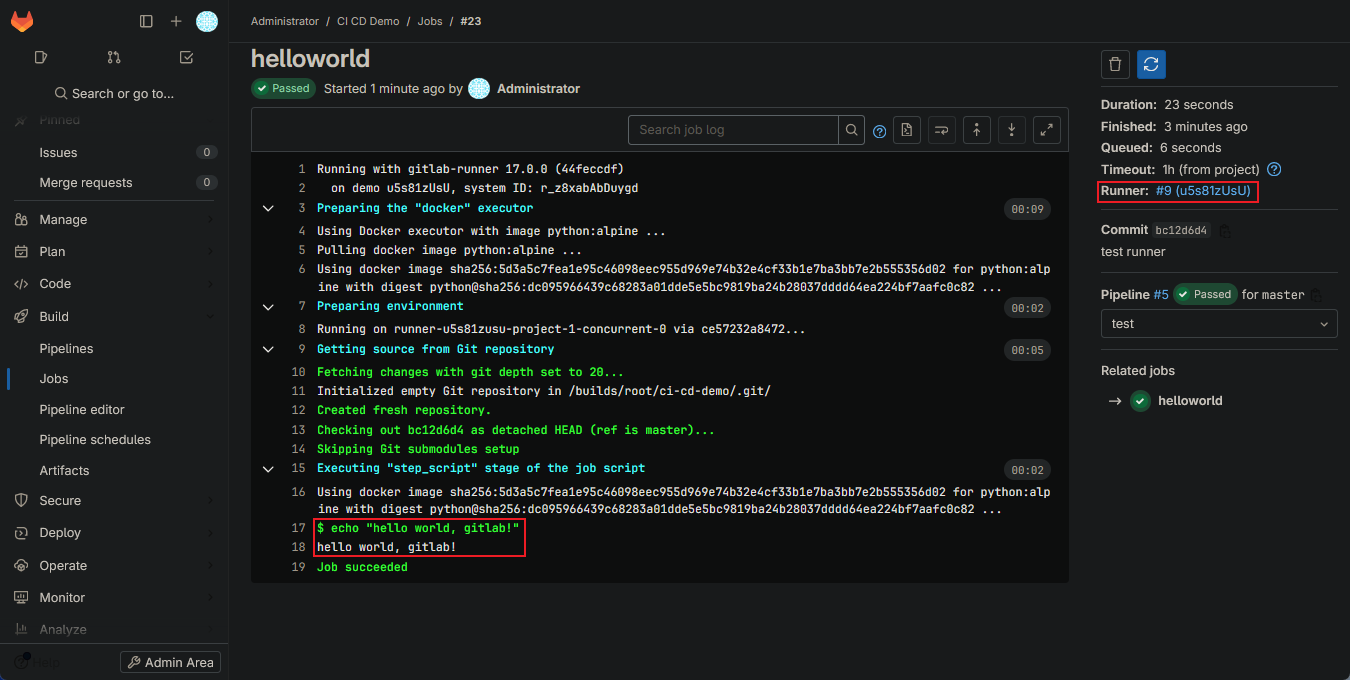 Administrator / CI CD Demo / Jobs / #23
Search or go to...
Pinned
Issues 0
Merge requests 0
Manage
Plan
Code
Build
Pipelines
Jobs
Pipeline editor
Pipeline schedules
Artifacts
Secure
Deploy
Operate
Monitor
Analyze
Help
Admin Area
helloworld
Passed Started 1 minute ago by Administrator
Search job log
1 Running with gitlab-runner 17.0.0 (44feccdf)
2 on demo u5s81zUsU, system ID: r_z8xabAbDuygd
3 Preparing the "docker" executor 00:09
4 Using Docker executor with image python:alpine ...
5 Pulling docker image python:alpine ...
6 Using docker image sha256:5d3a5c7fea1e95c46098eec955d969e74b32e4cf33b1e7ba3bb7e2b555356d02 for python:alp
ine with digest python@sha256:dc095966439c68283a01dde5e5bc9819ba24b28037dddd64ea224bf7aafc0c82 ...
7 Preparing environment 00:02
8 Running on runner-u5s81zusu-project-1-concurrent-0 via ce57232a8472...
9 Getting source from Git repository 00:05
10 Fetching changes with git depth set to 20...
11 Initialized empty Git repository in /builds/root/ci-cd-demo/.git/
12 Created fresh repository.
13 Checking out bc12d6d4 as detached HEAD (ref is master)...
14 Skipping Git submodules setup
15 Executing "step_script" stage of the job script 00:02
16 Using docker image sha256:5d3a5c7fea1e95c46098eec955d969e74b32e4cf33b1e7ba3bb7e2b555356d02 for python:alp
ine with digest python@sha256:dc095966439c68283a01dde5e5bc9819ba24b28037dddd64ea224bf7aafc0c82 ...
17 $ echo "hello world, gitlab!"
18 hello world, gitlab!
19 Job succeeded
Duration: 23 seconds
Finished: 3 minutes ago
Queued: 6 seconds
Timeout: 1h (from project)
Runner: #9 (u5s81zUsU)
Commit bc12d6d4
test runner
Pipeline #5 Passed for master
test
Related jobs
helloworld